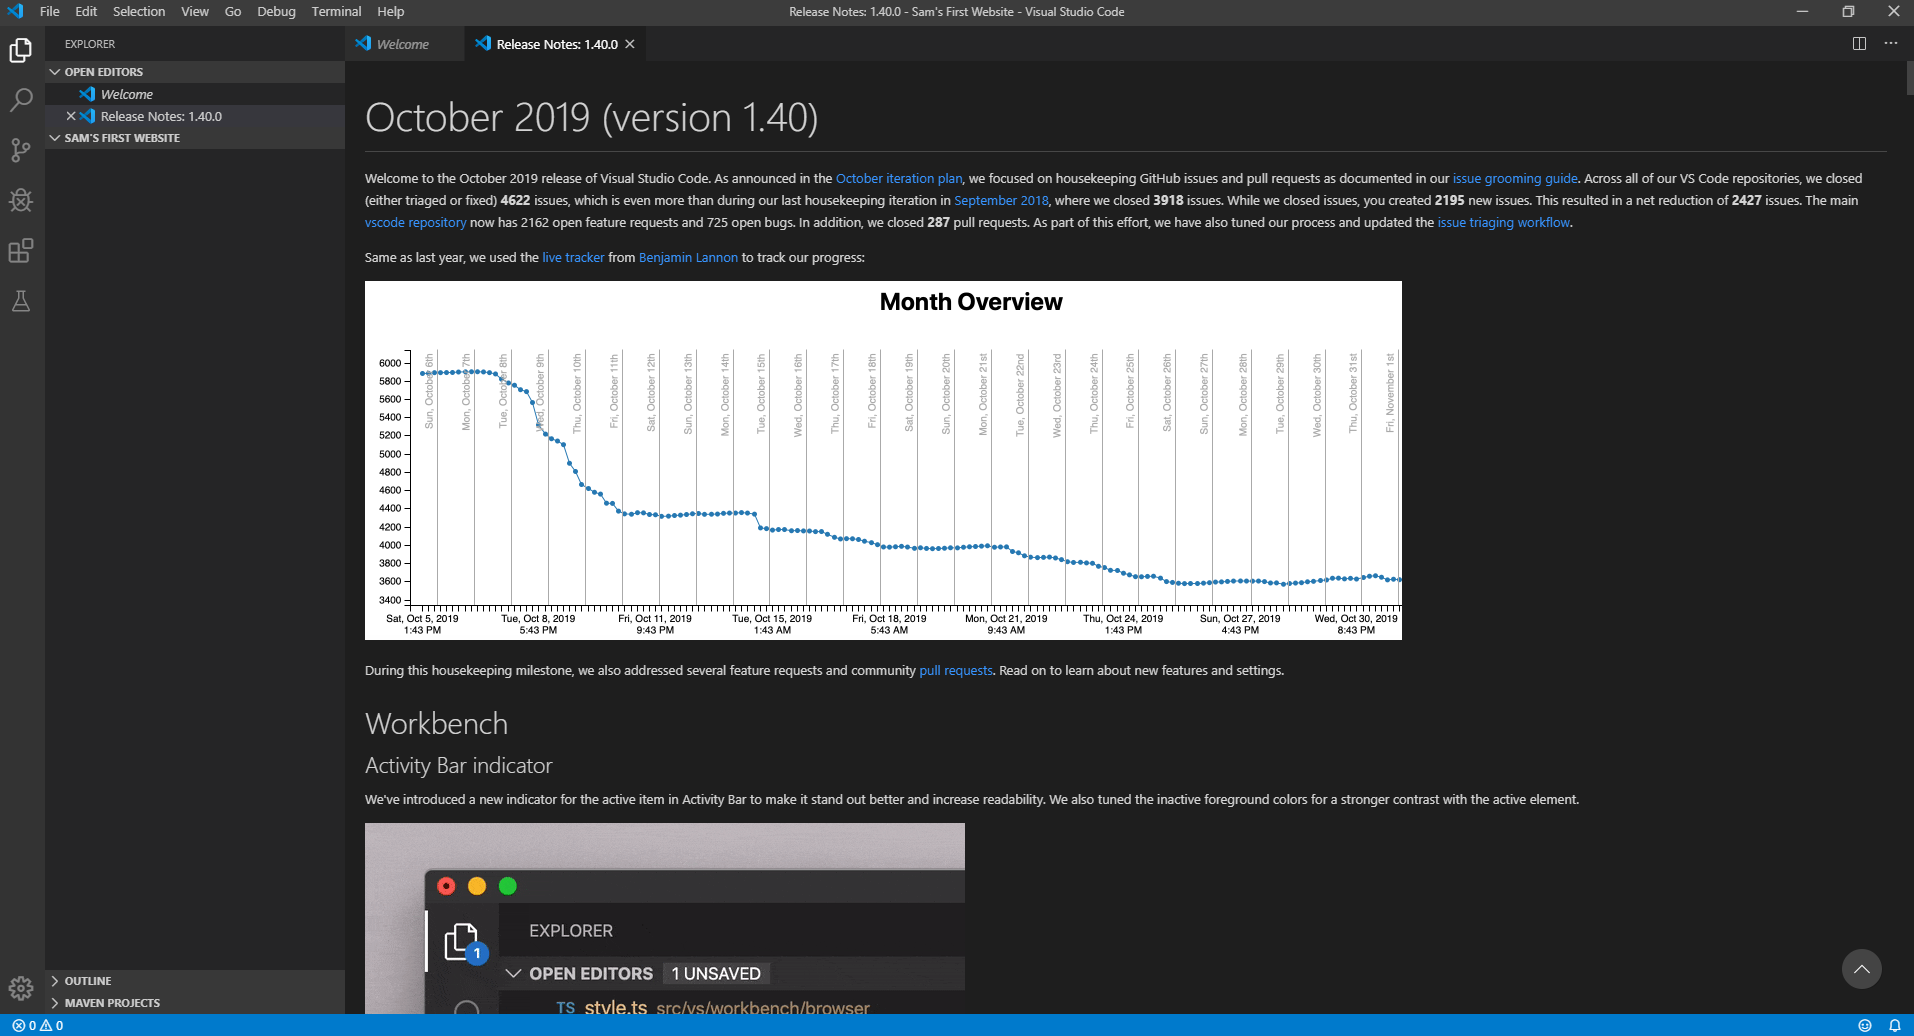 File Edit Selection View Go Debug Terminal Help
Release Notes: 1.40.0 - Sam's First Website - Visual Studio Code
EXPLORER
OPEN EDITORS
Welcome
Release Notes: 1.40.0
SAM'S FIRST WEBSITE
OUTLINE
MAVEN PROJECTS
Welcome
Release Notes: 1.40.0
October 2019 (version 1.40)
Welcome to the October 2019 release of Visual Studio Code. As announced in the October iteration plan, we focused on housekeeping GitHub issues and pull requests as documented in our issue grooming guide. Across all of our VS Code repositories, we closed
(either triaged or fixed) 4622 issues, which is even more than during our last housekeeping iteration in September 2018, where we closed 3918 issues. While we closed issues, you created 2195 new issues. This resulted in a net reduction of 2427 issues. The main
vscode repository now has 2162 open feature requests and 725 open bugs. In addition, we closed 287 pull requests. As part of this effort, we have also tuned our process and updated the issue triaging workflow.
Same as last year, we used the live tracker from Benjamin Lannon to track our progress:
Month Overview
6000
5800
5600
5400
5200
5000
4800
4600
4400
4200
4000
3800
3600
3400
Sun, October 6th
Mon, October 7th
Tue, October 8th
Wed, October 9th
Thu, October 10th
Fri, October 11th
Sat, October 12th
Sun, October 13th
Mon, October 14th
Tue, October 15th
Wed, October 16th
Thu, October 17th
Fri, October 18th
Sat, October 19th
Sun, October 20th
Mon, October 21st
Tue, October 22nd
Wed, October 23rd
Thu, October 24th
Fri, October 25th
Sat, October 26th
Sun, October 27th
Mon, October 28th
Tue, October 29th
Wed, October 30th
Thu, October 31st
Fri, November 1st
Sat, Oct 5, 2019
1:43 PM
Tue, Oct 8, 2019
5:43 PM
Fri, Oct 11, 2019
9:43 PM
Tue, Oct 15, 2019
1:43 AM
Fri, Oct 18, 2019
5:43 AM
Mon, Oct 21, 2019
9:43 AM
Thu, Oct 24, 2019
1:43 PM
Sun, Oct 27, 2019
4:43 PM
Wed, Oct 30, 2019
8:43 PM
During this housekeeping milestone, we also addressed several feature requests and community pull requests. Read on to learn about new features and settings.
Workbench
Activity Bar indicator
We've introduced a new indicator for the active item in Activity Bar to make it stand out better and increase readability. We also tuned the inactive foreground colors for a stronger contrast with the active element.
EXPLORER
1
OPEN EDITORS 1 UNSAVED
TS style.ts src/vs/workbench/browser
0 0